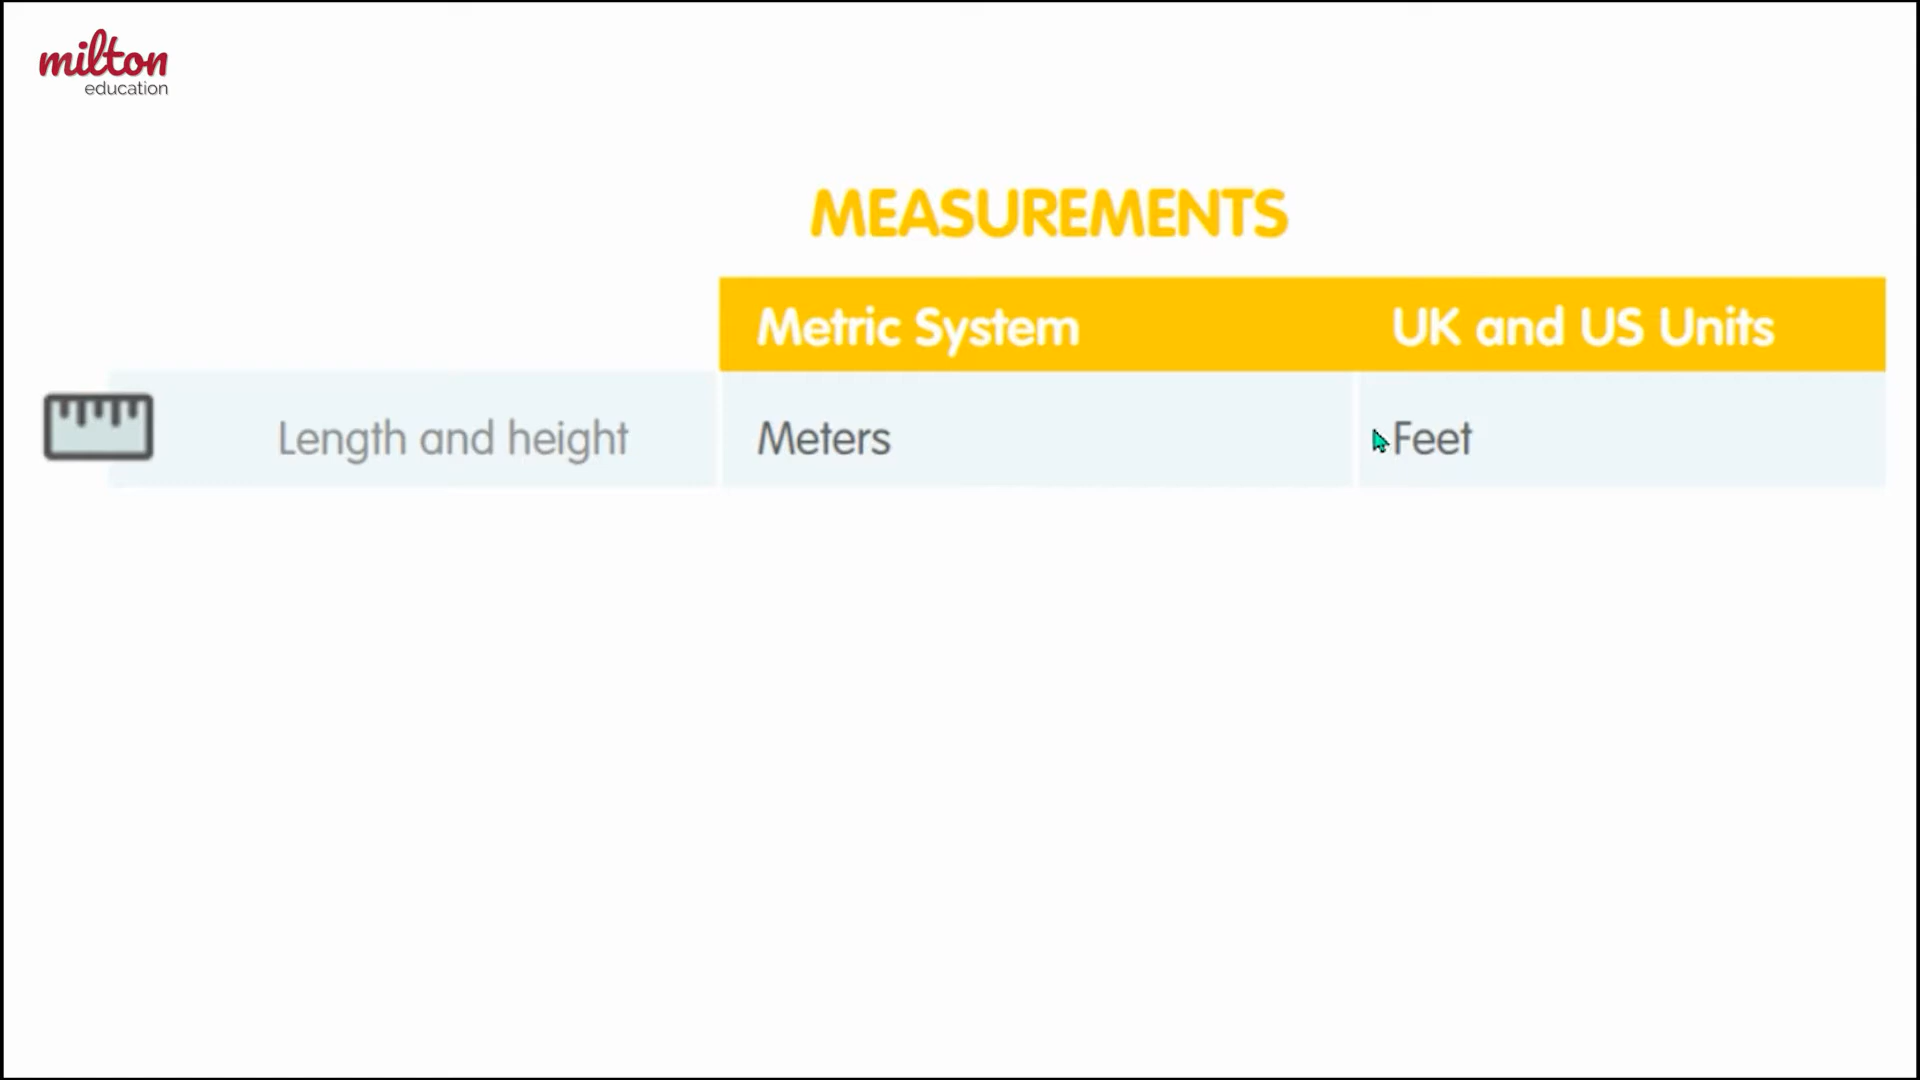 milton
education
MEASUREMENTS
Metric System UK and US Units
Length and height Meters Feet